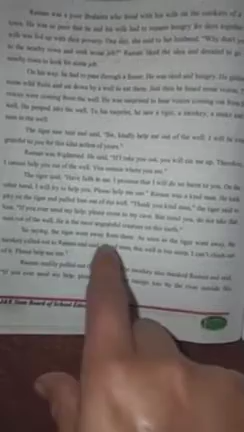 Raman was a poor Brahmin who lived with his wife on the outskirts of a
was so poor that he and his wife had to remain hungry for days together.
wife was fed up with their poverty. One day, she said to her husband, "Why don't you
to the nearby town and seek some job?" Raman liked the idea and decided to go
nearby town to look for some job.
On his way, he had to pass through a forest. He was tired and hungry. He
some wild fruits and sat down by a well to eat them. Just then he heard some voices,
voices were coming from the well. He was surprised to hear voices coming out from
well. He peeped into the well. To his surprise, he saw a tiger, a monkey, a snake and
man in the well.
The tiger saw and said, "Sir, kindly help me out of the well. I will be
grateful to you for this kind action of yours."
Raman was frightened. He said, "If I take you out, you will eat me up. Therefore,
I cannot help you out of the well. You remain where you are."
The tiger said, "Have faith in me. I promise that I will do no harm to you. On the
other hand, I will try to help you. Please help me out." Raman was a kind man. He took
pity on the tiger and pulled him out of the well. "Thank you kind man," the tiger said to
"If you ever need my help, please come to my cave. But mind you, do not take that
man out of the well. He is the most ungrateful creature on this earth."
So saying, the tiger went away from there. As soon as the tiger went away, the
monkey called out to Raman and said, kind man, this well is too steep. I can't climb out
of it. Please help me out."
Raman readily pulled out monkey also thanked Raman and said,
"If you ever need my help, please by the river outside the
J&K State Board of School